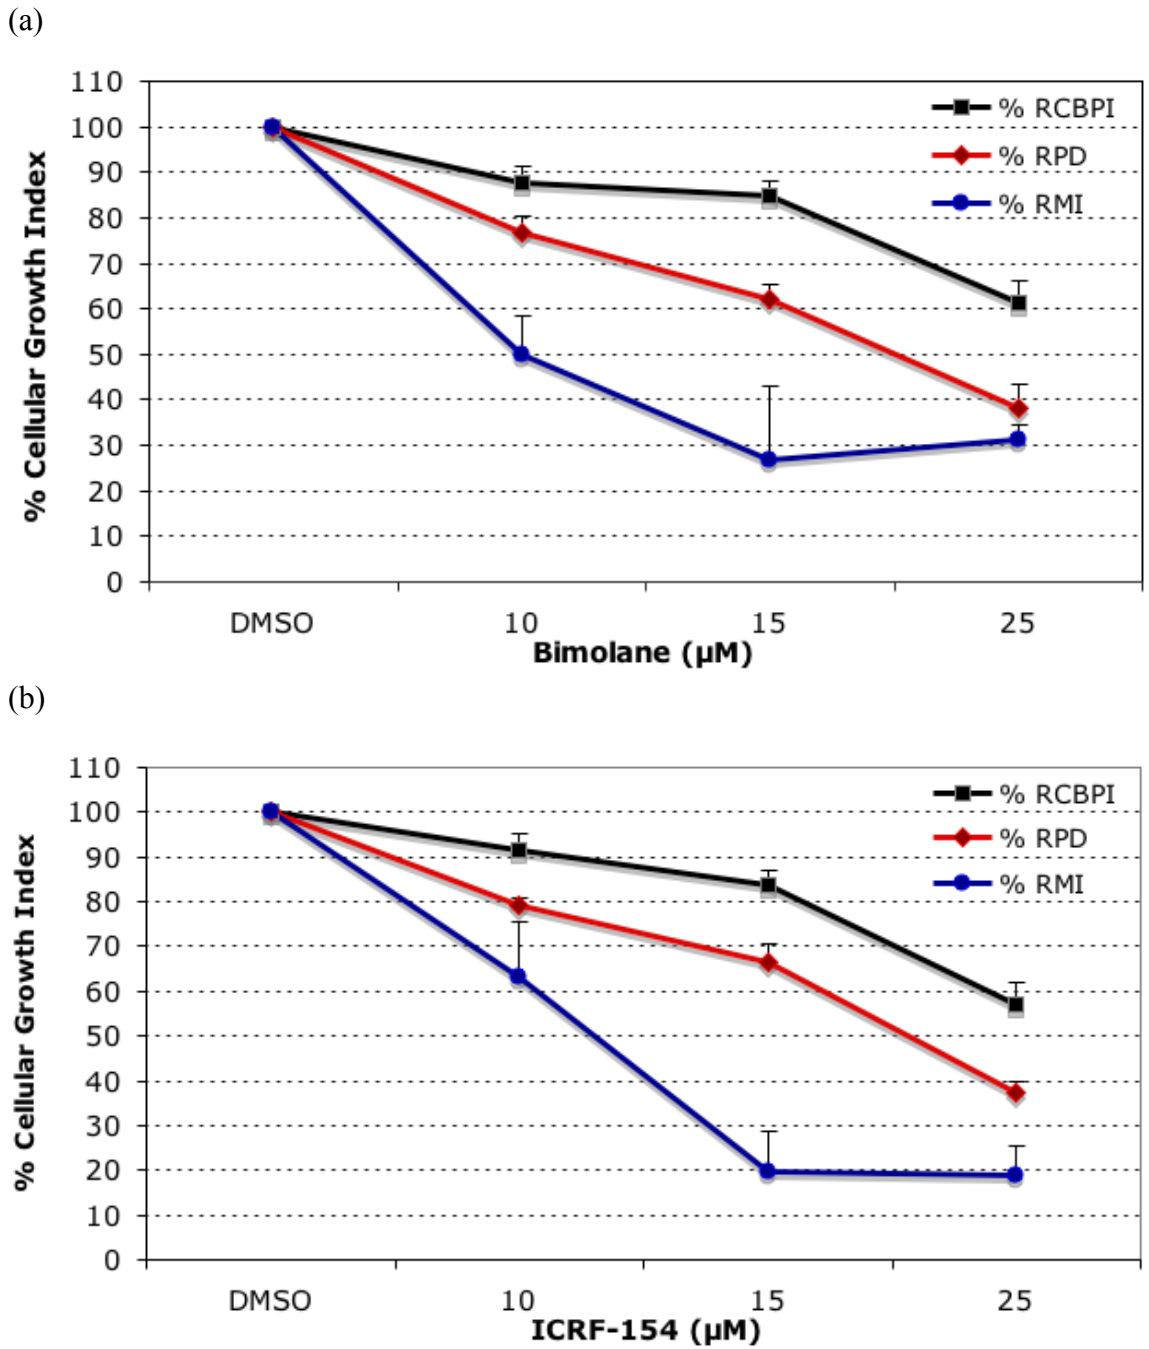 (a)
110
100
90
80
70
60
50
40
30
20
10
0
% Cellular Growth Index
% RCBPI
% RPD
% RMI
DMSO 10 15 25
Bimolane (µM)
(b)
110
100
90
80
70
60
50
40
30
20
10
0
% Cellular Growth Index
% RCBPI
% RPD
% RMI
DMSO 10 15 25
ICRF-154 (µM)